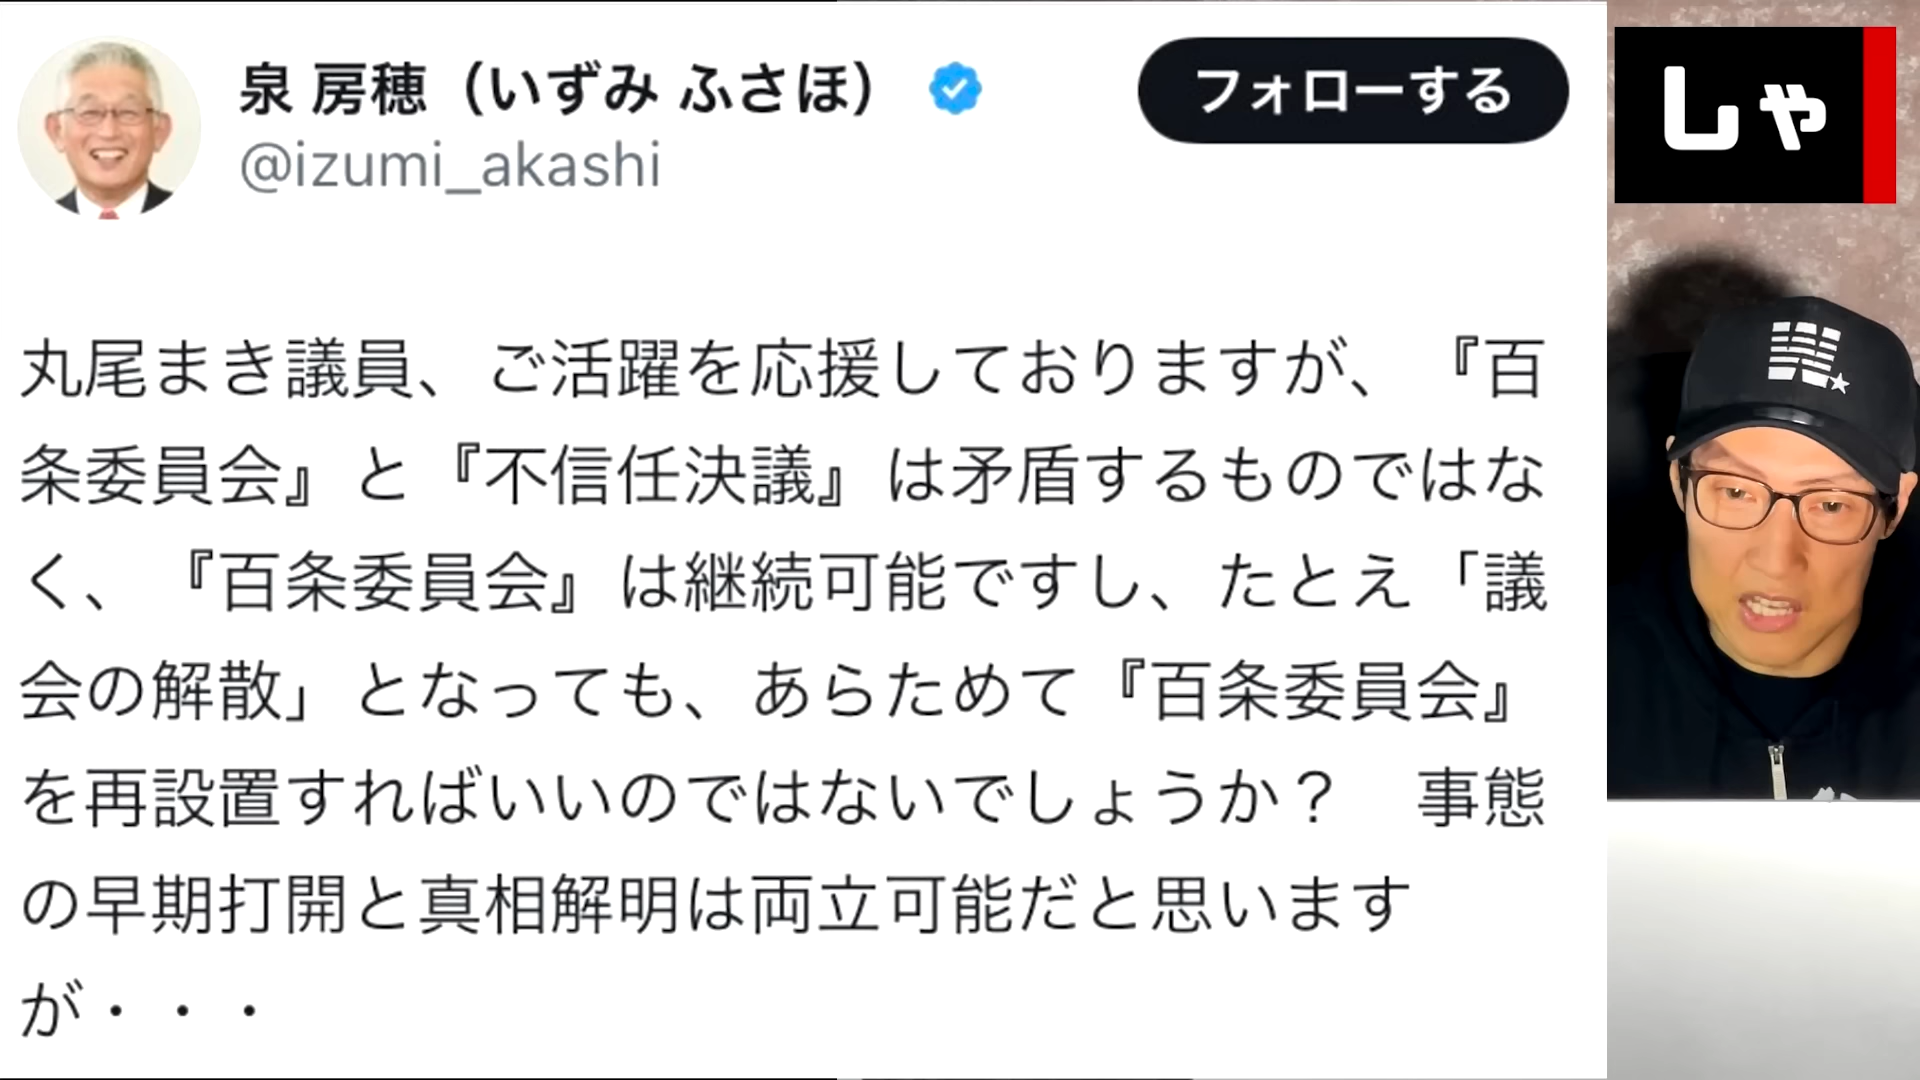 泉 房穂（いずみ ふさほ）
フォローする
@izumi_akashi
しゃ
丸尾まき議員、ご活躍を応援しておりますが、『百
条委員会』と『不信任決議』は矛盾するものではな
く、『百条委員会』は継続可能ですし、たとえ「議
会の解散」となっても、あらためて『百条委員会』
を再設置すればいいのではないでしょうか？　事態
の早期打開と真相解明は両立可能だと思います
が・・・